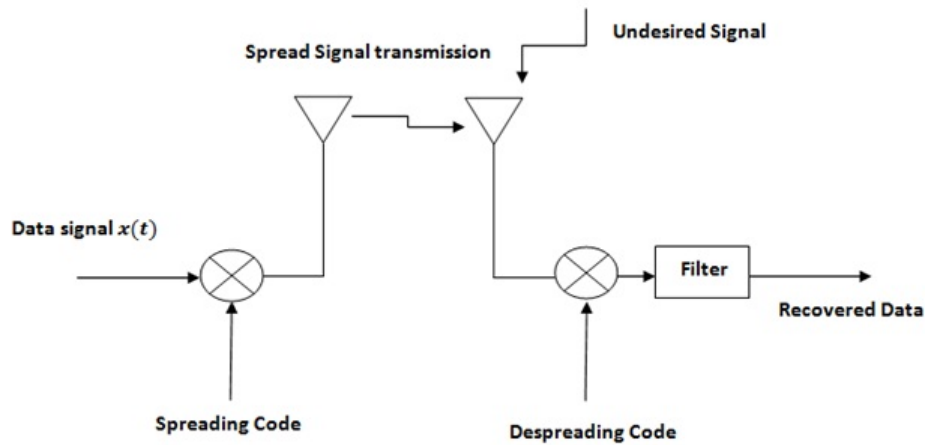 Undesired Signal
Spread Signal transmission
Data signal x(t)
Filter
Recovered Data
Spreading Code
Despreading Code